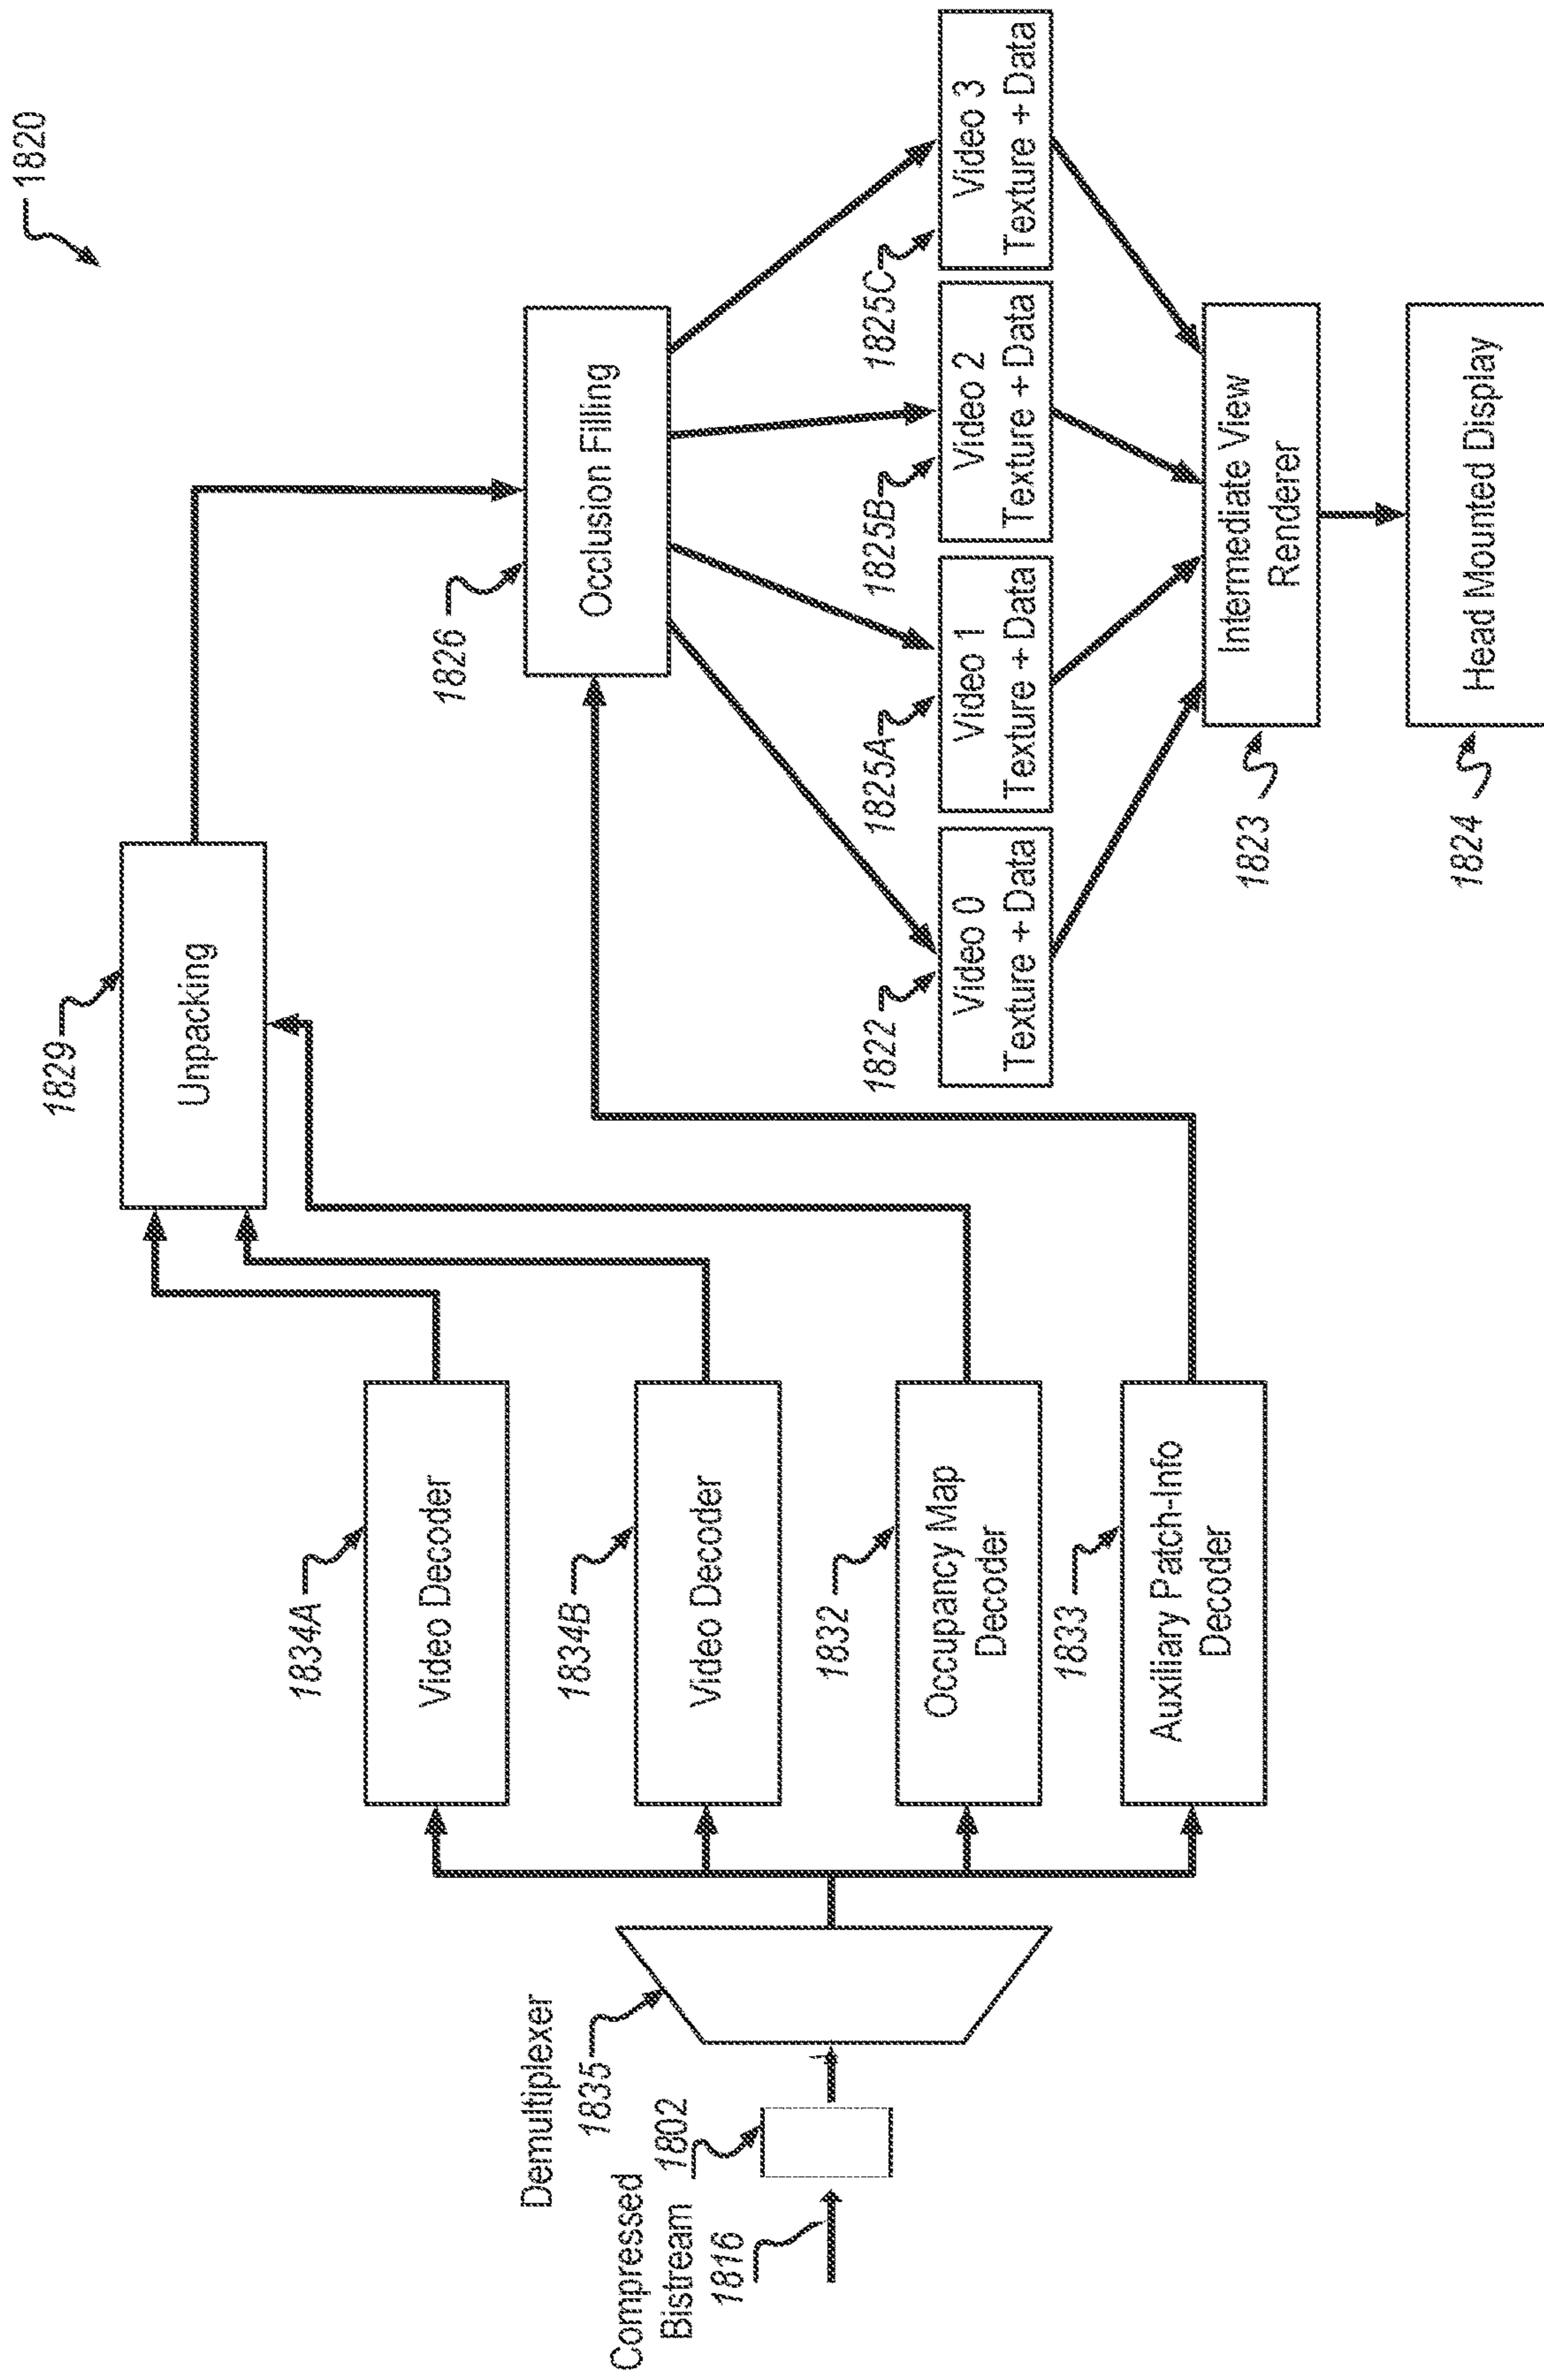 1820
1829
Unpacking
1826
Occlusion Filling
1834A
Video Decoder
1834B
Video Decoder
1832
Occupancy Map
Decoder
1833
Auxiliary Patch-Info
Decoder
Demultiplexer
1835
Compressed
Bistream
1802
1816
1822
Video 0
Texture + Data
1825A
Video 1
Texture + Data
1825B
Video 2
Texture + Data
1825C
Video 3
Texture + Data
1823
Intermediate View
Renderer
1824
Head Mounted Display